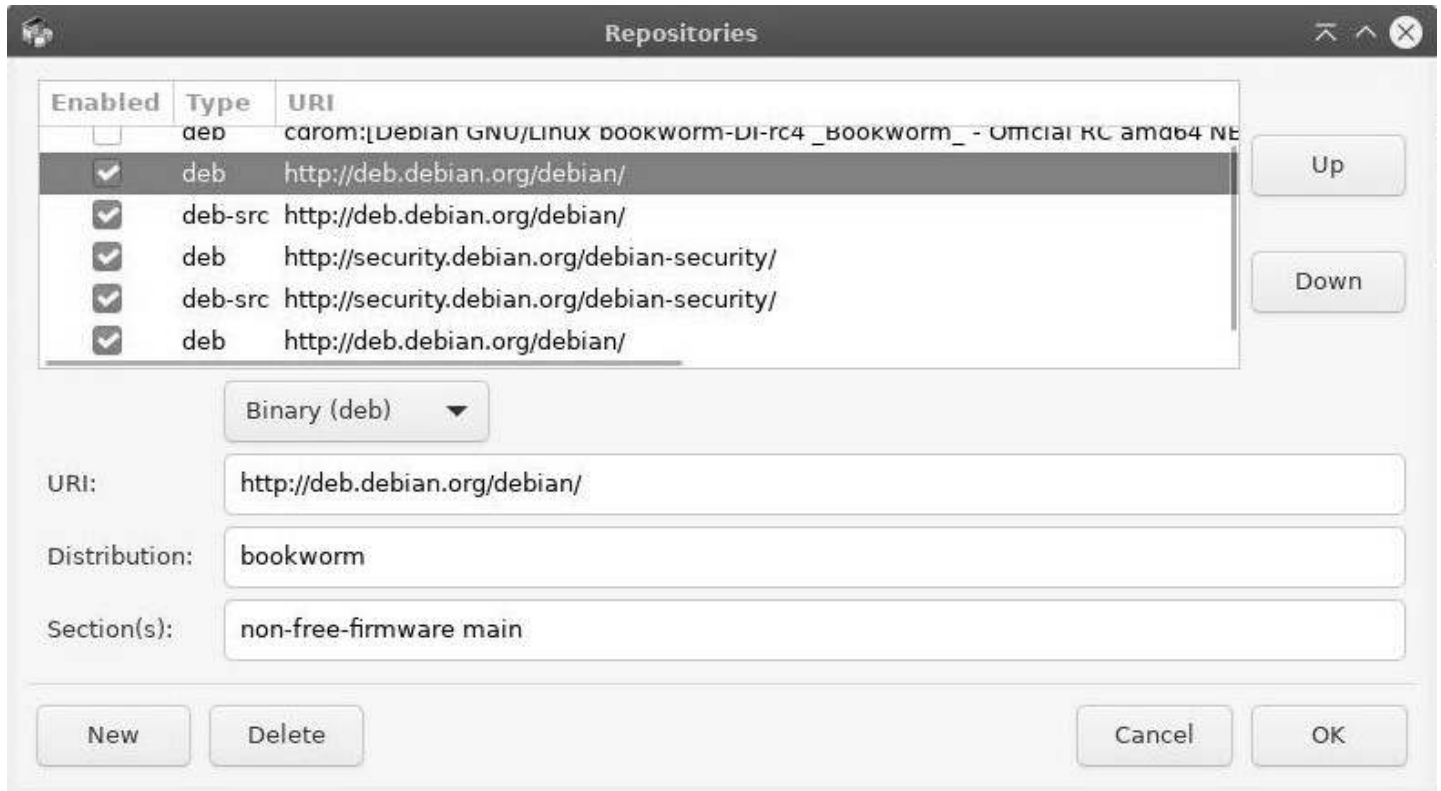 Repositories
Enabled Type URI
deb cdrom:[Debian GNU/Linux bookworm-DI-rc4 _Bookworm_ - Official RC amd64 NE
deb http://deb.debian.org/debian/
deb-src http://deb.debian.org/debian/
deb http://security.debian.org/debian-security/
deb-src http://security.debian.org/debian-security/
deb http://deb.debian.org/debian/
Up
Down
Binary (deb)
URI: http://deb.debian.org/debian/
Distribution: bookworm
Section(s): non-free-firmware main
New Delete Cancel OK